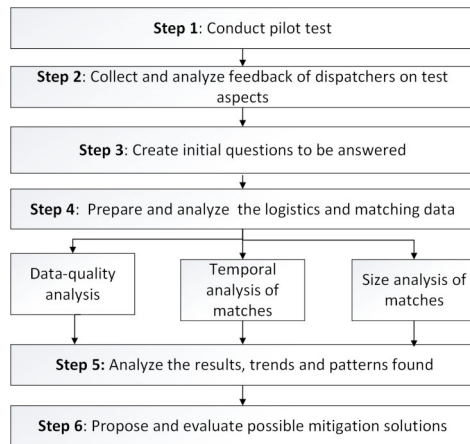 Step 1: Conduct pilot test
Step 2: Collect and analyze feedback of dispatchers on test
aspects
Step 3: Create initial questions to be answered
Step 4: Prepare and analyze the logistics and matching data
Data-quality
analysis
Temporal
analysis of
matches
Size analysis of
matches
Step 5: Analyze the results, trends and patterns found
Step 6: Propose and evaluate possible mitigation solutions